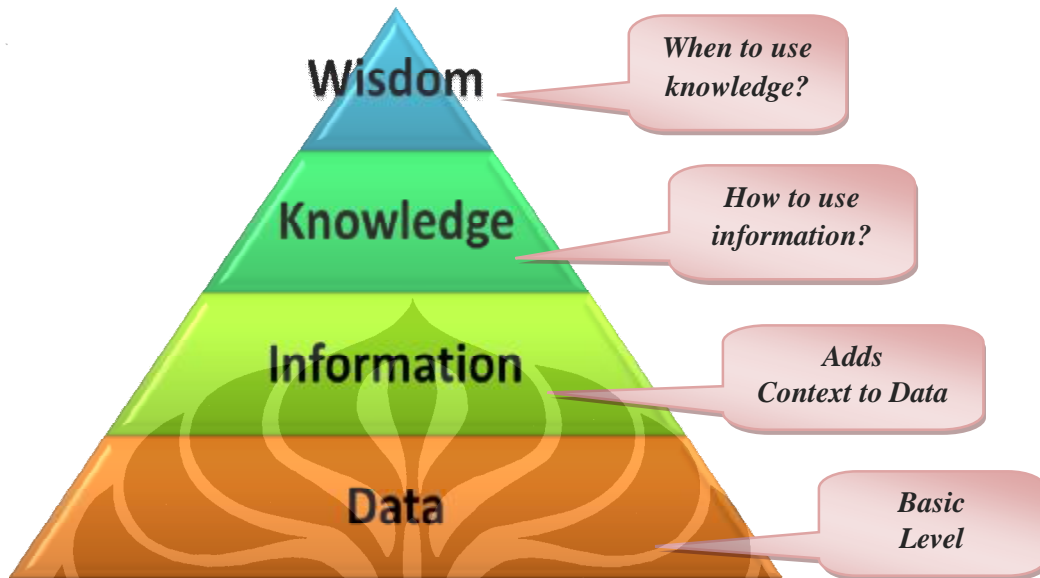 Wisdom
When to use
knowledge?
Knowledge
How to use
information?
Information
Adds
Context to Data
Data
Basic
Level